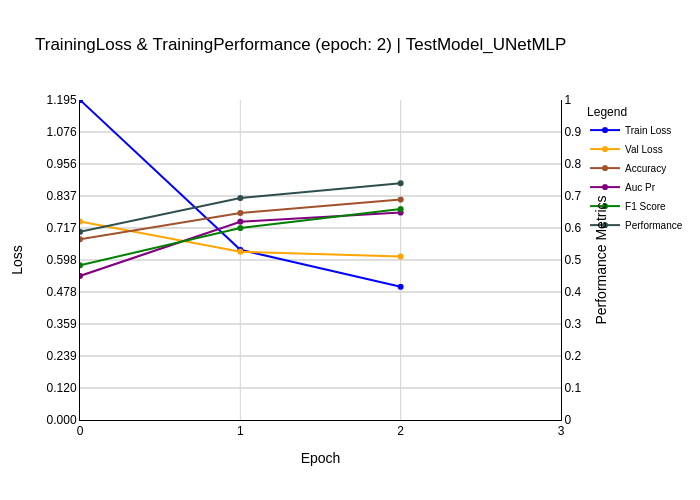 TrainingLoss & TrainingPerformance (epoch: 2) | TestModel_UNetMLP
1.195
1.076
0.956
0.837
0.717
0.598
0.478
0.359
0.239
0.120
0.000
Loss
0
1
2
3
Epoch
1
0.9
0.8
0.7
0.6
0.5
0.4
0.3
0.2
0.1
0
Performance Metrics
Legend
Train Loss
Val Loss
Accuracy
Auc Pr
F1 Score
Performance